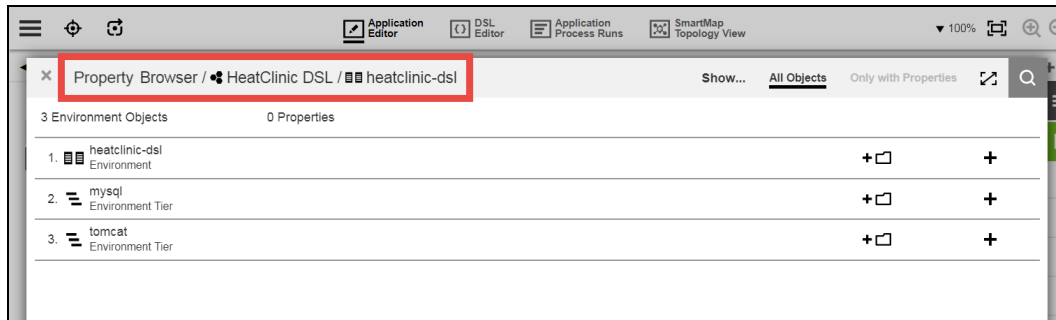 Application Editor
DSL Editor
Application Process Runs
SmartMap Topology View
100%
Property Browser / HeatClinic DSL / heatclinic-dsl
Show... All Objects Only with Properties
3 Environment Objects 0 Properties
1. heatclinic-dsl
Environment
2. mysql
Environment Tier
3. tomcat
Environment Tier